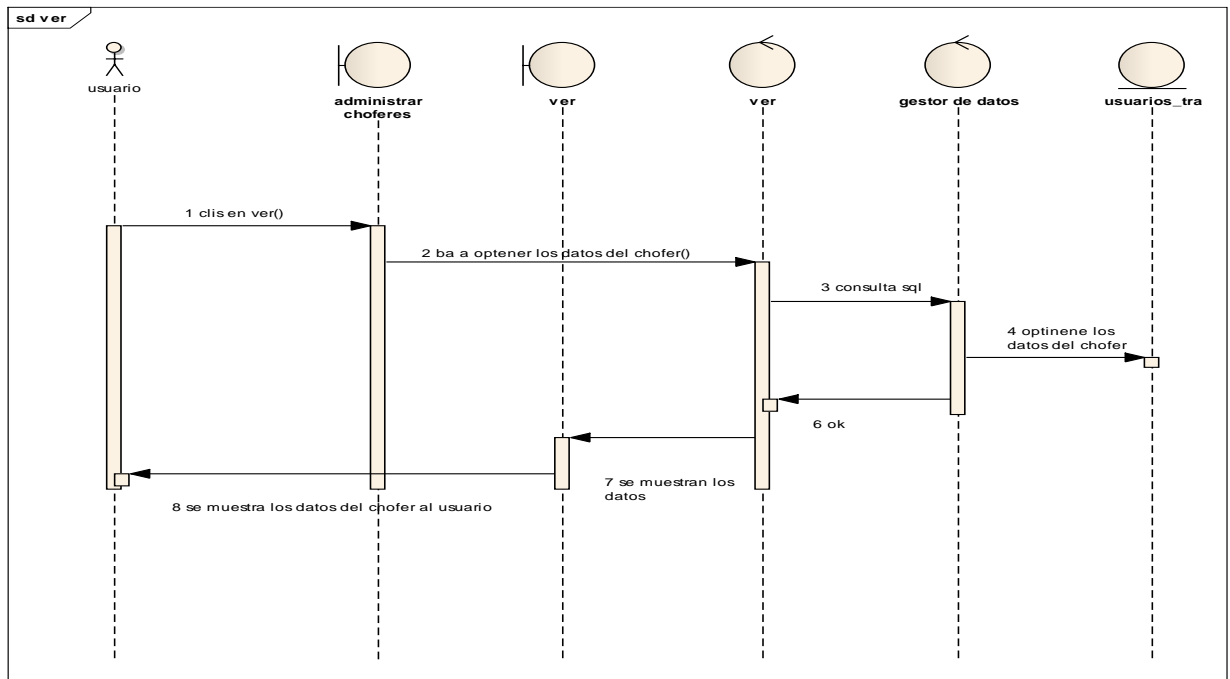 sd ver
usuario
administrar
choferes
ver
ver
gestor de datos
usuarios_tra
1 clis en ver()
2 ba a optener los datos del chofer()
3 consulta sql
4 optinene los
datos del chofer
6 ok
7 se muestran los
datos
8 se muestra los datos del chofer al usuario